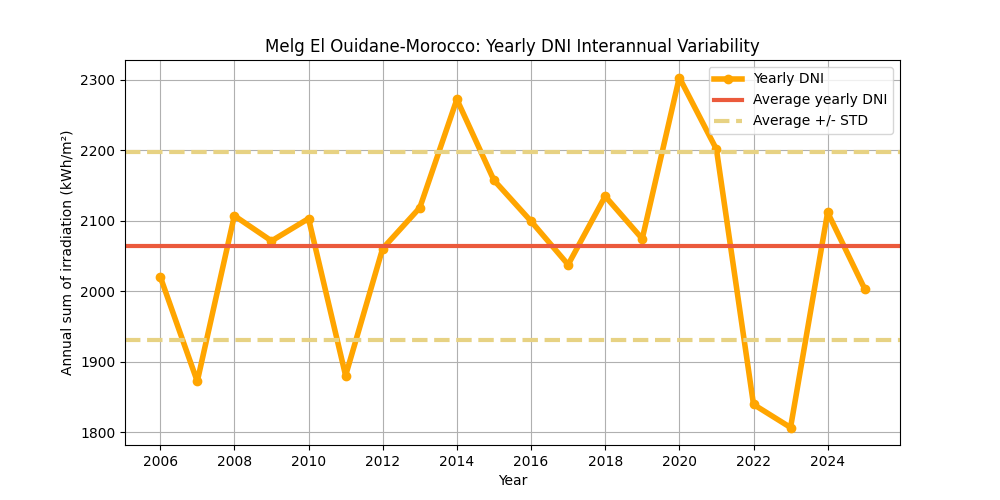 Melg El Ouidane-Morocco: Yearly DNI Interannual Variability
Yearly DNI
Average yearly DNI
Average +/- STD
Annual sum of irradiation (kWh/m²)
2300
2200
2100
2000
1900
1800
2006 2008 2010 2012 2014 2016 2018 2020 2022 2024
Year